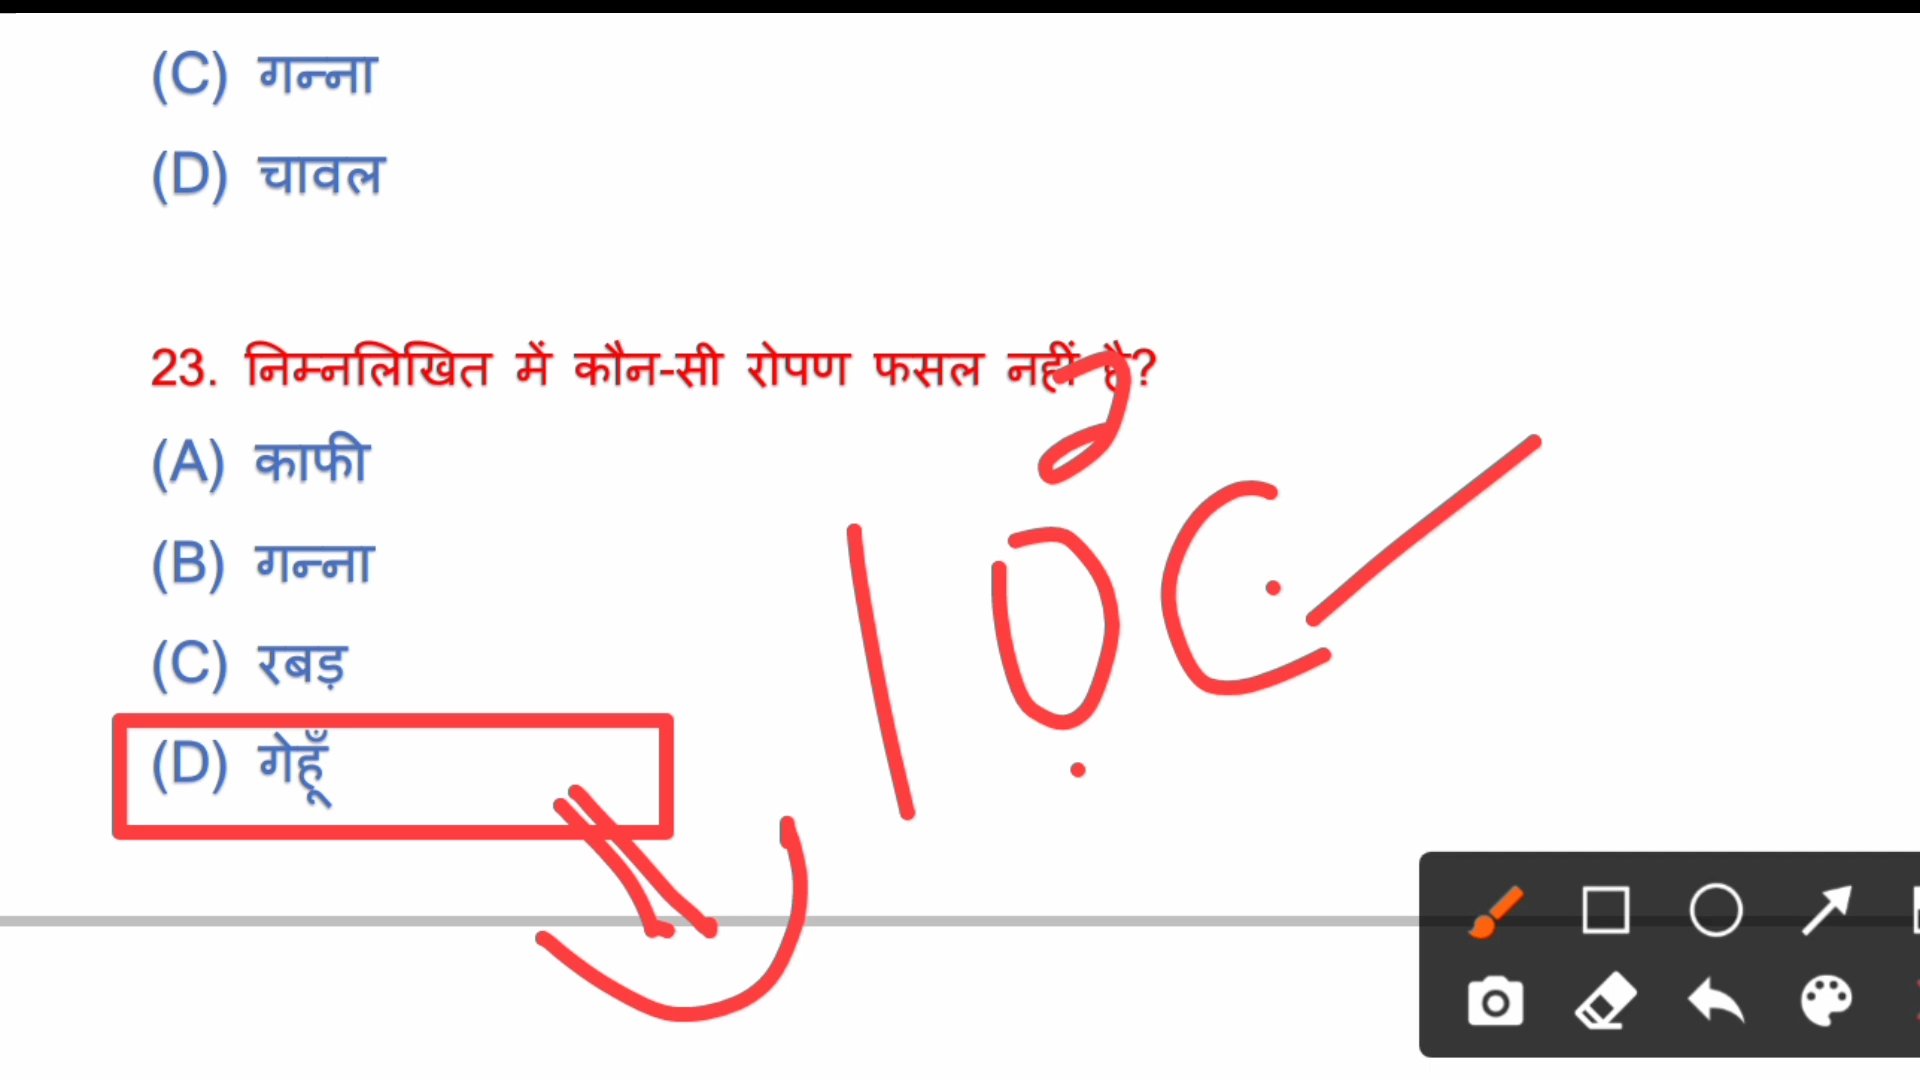 (C) गन्ना
(D) चावल
23. निम्नलिखित में कौन-सी रोपण फसल नहीं है?
(A) काफी
(B) गन्ना
(C) रबड़
(D) गेहूँ